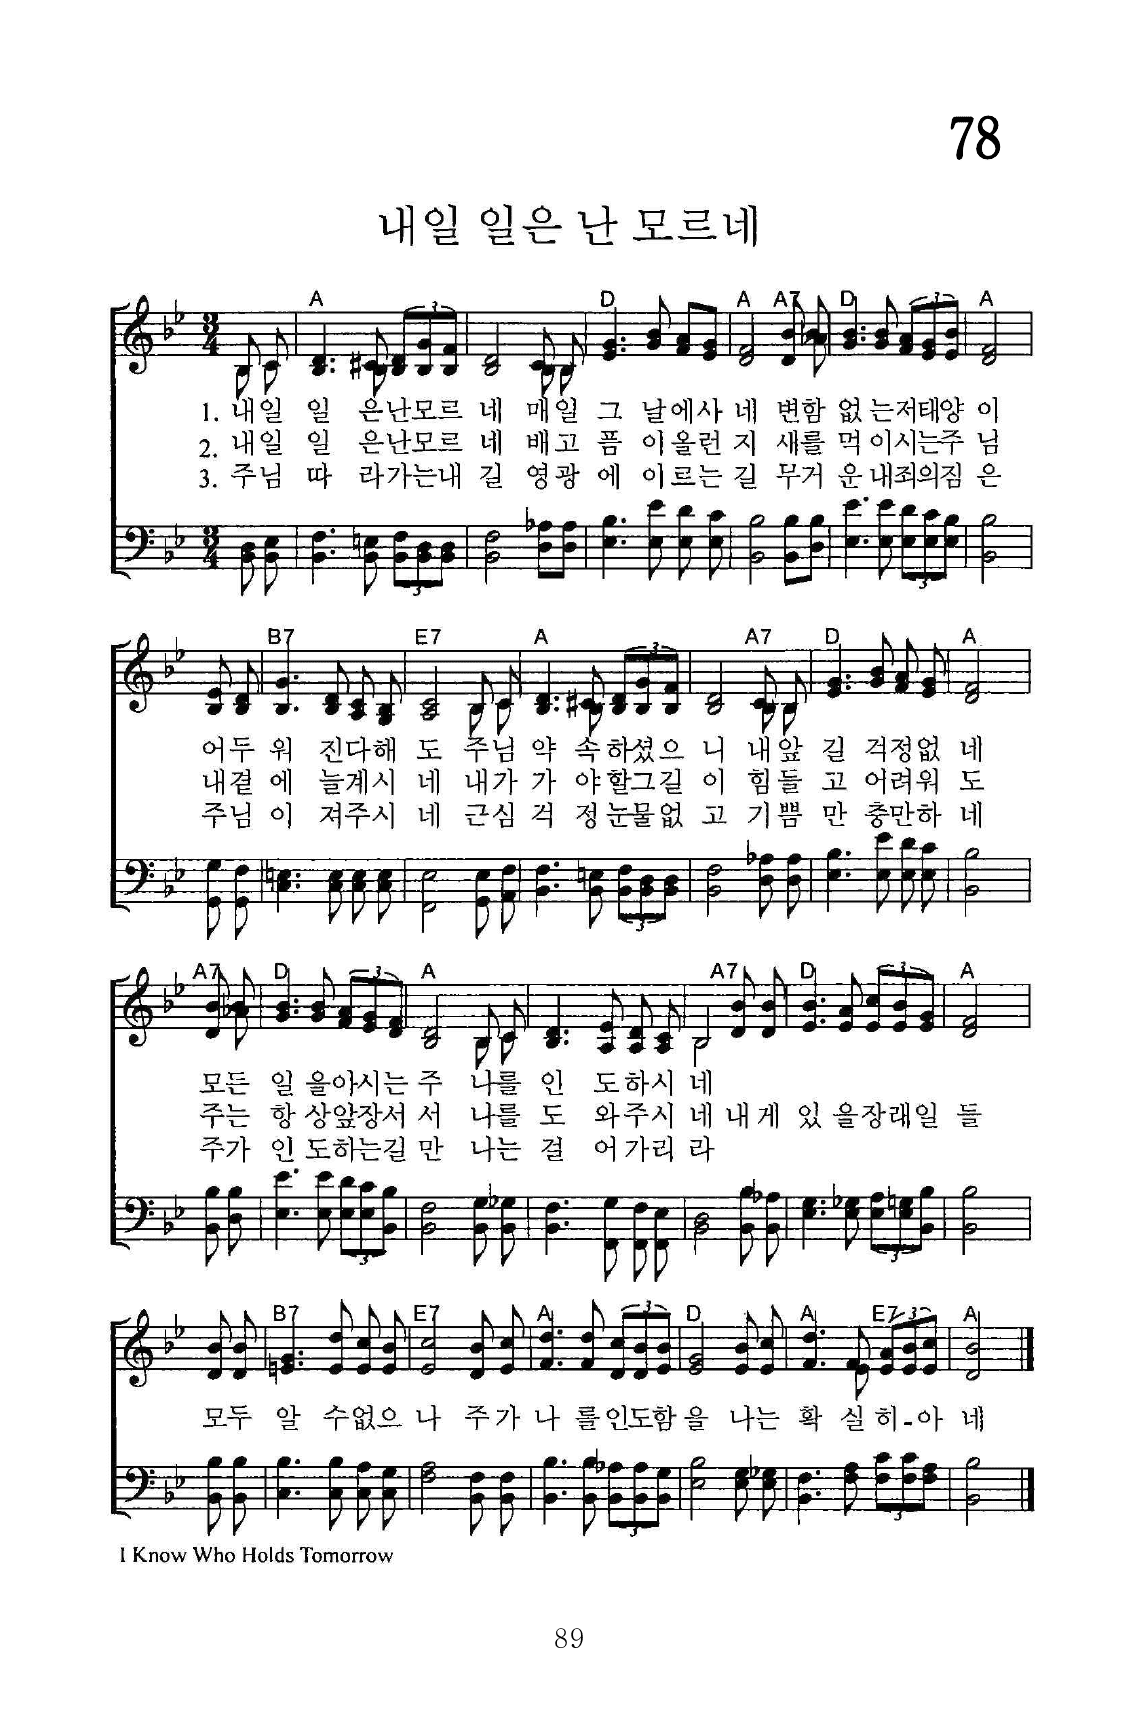 78
내일 일은 난 모르네
A D A A7 D A
1. 내일 일 은난모르 네 매일 그 날에사 네 변함 없 는저태양 이
2. 내일 일 은난모르 네 배고 픔 이올런 지 새를 먹 이시는주 님
3. 주님 따 라가는내 길 영광 에 이르는 길 무거 운 내죄의짐 은
B7 E7 A A7 D A
어두 워 진다해 도 주님 약 속하셨으 니 내앞 길 걱정없 네
내곁 에 늘계시 네 내가 가 야할그길 이 힘들 고 어려워 도
주님 이 져주시 네 근심 걱 정눈물없 고 기쁨 만 충만하 네
A7 D A A7 D A
모든 일 을아시는 주 나를 인 도하시 네
주는 항 상앞장서 서 나를 도 와주시 네 내게 있 을장래일 들
주가 인 도하는길 만 나는 걸 어가리 라
B7 E7 A D A E7 A
모두 알 수없으 나 주가 나 를인도함 을 나는 확 실히-아 네
I Know Who Holds Tomorrow
89